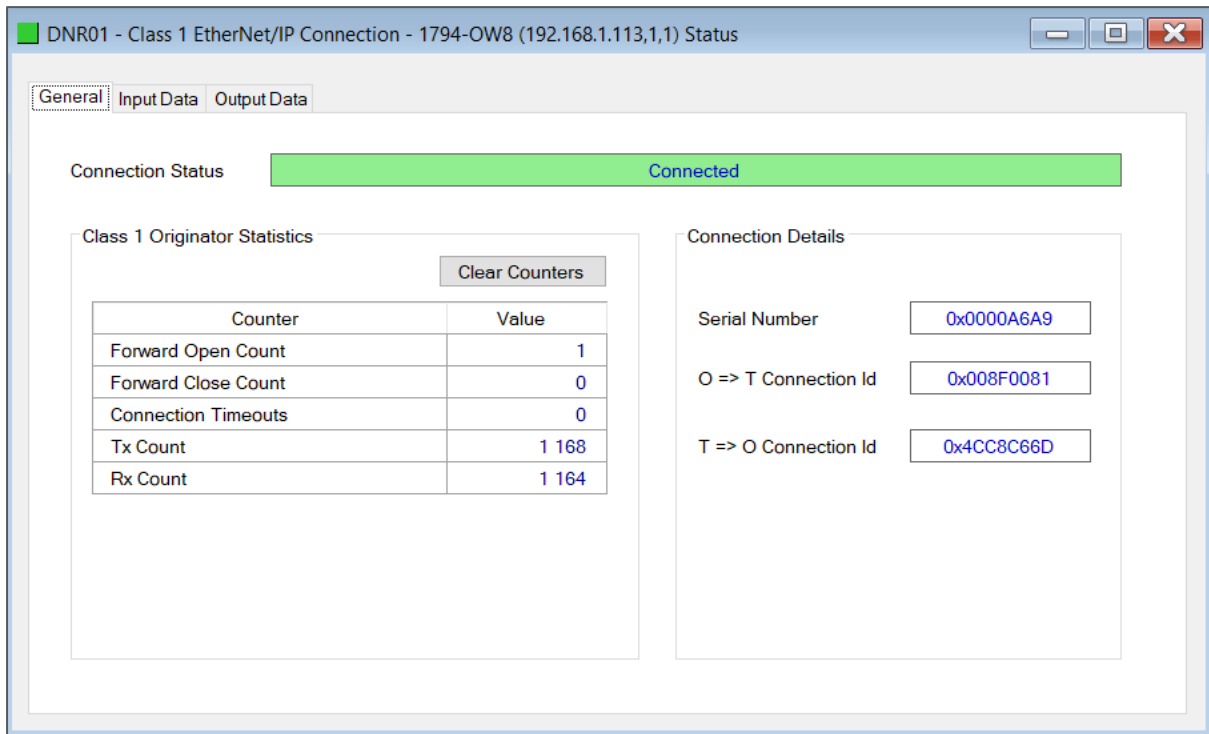 DNR01 - Class 1 EtherNet/IP Connection - 1794-OW8 (192.168.1.113,1,1) Status
General Input Data Output Data
Connection Status Connected
Class 1 Originator Statistics
Clear Counters
Counter Value
Forward Open Count 1
Forward Close Count 0
Connection Timeouts 0
Tx Count 1 168
Rx Count 1 164
Connection Details
Serial Number 0x0000A6A9
O => T Connection Id 0x008F0081
T => O Connection Id 0x4CC8C66D